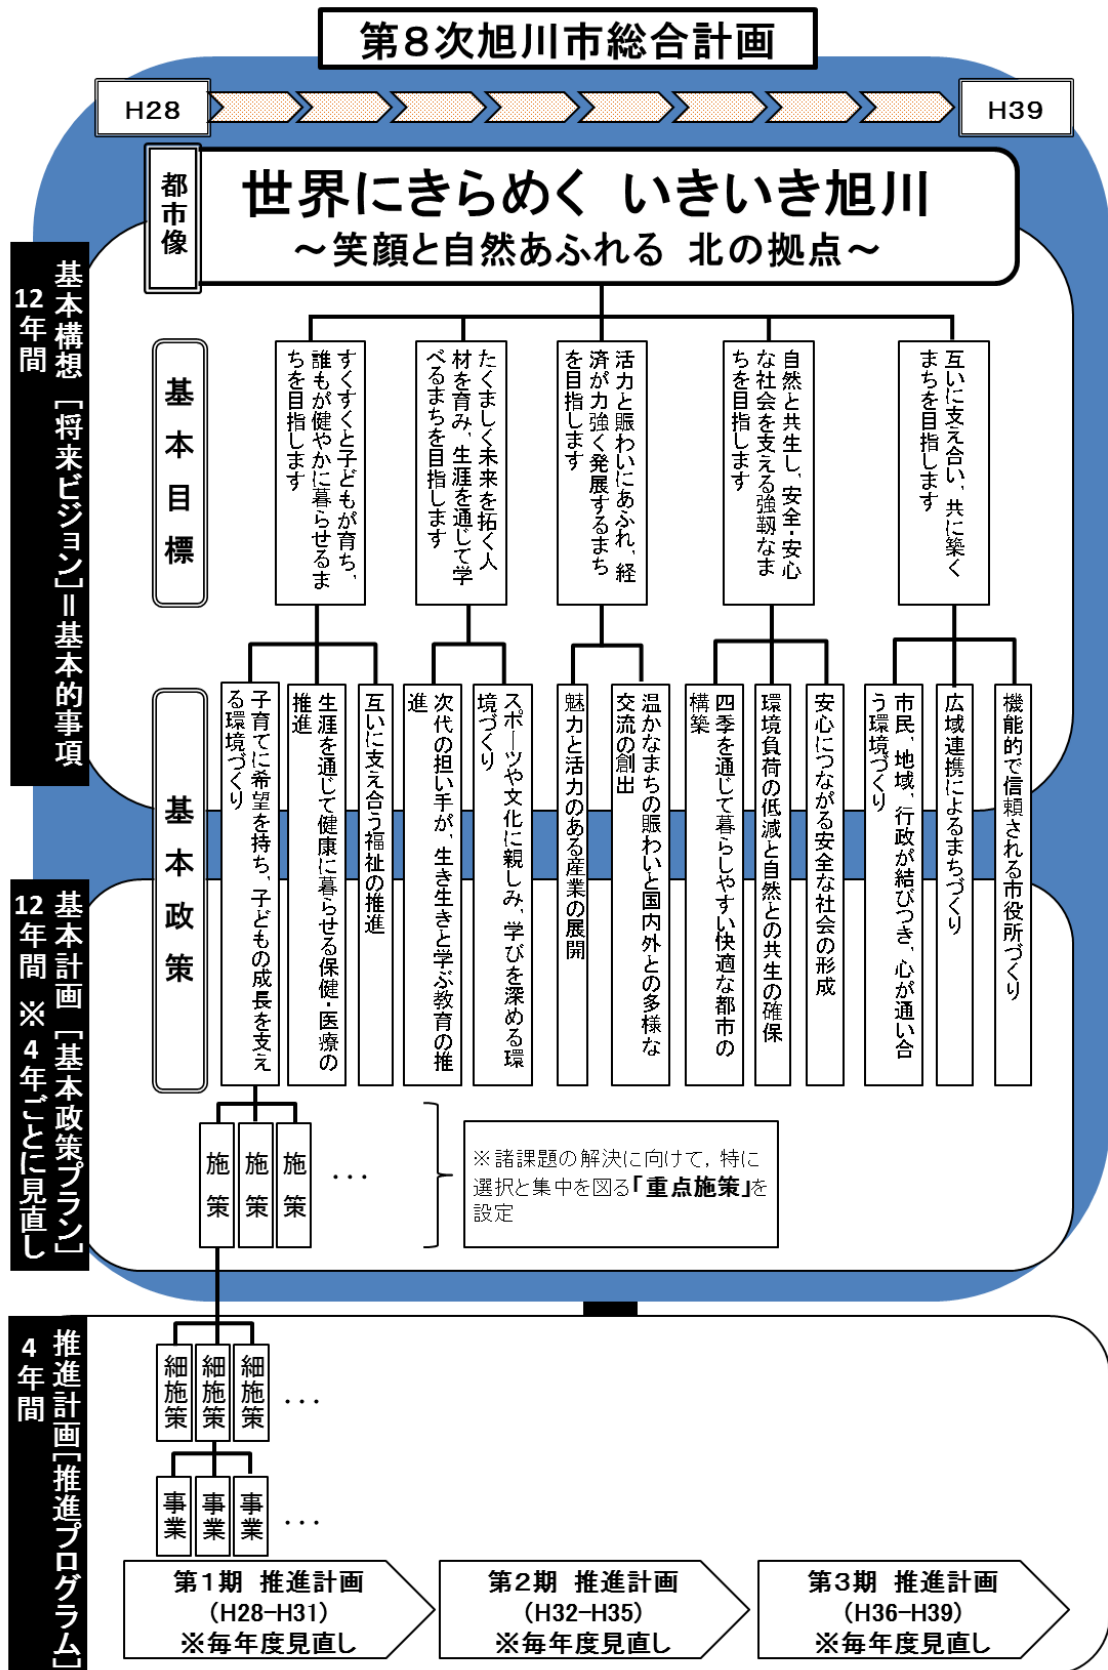 第8次旭川市総合計画
H28
H39
都市像
世界にきらめく いきいき旭川
～笑顔と自然あふれる 北の拠点～
基本構想［将来ビジョン］＝基本的事項
12年間
基本目標
すくすくと子どもが育ち、
誰もが健やかに暮らせるま
ちを目指します
たくましく未来を拓く人
材を育み、生涯を通じて学
べるまちを目指します
活力と賑わいにあふれ、経
済が力強く発展するまち
を目指します
自然と共生し、安全・安心
な社会を支える強靭なま
ちを目指します
互いに支え合い、共に築く
まちを目指します
基本政策
子育てに希望を持ち、子どもの成長を支え
る環境づくり
生涯を通じて健康に暮らせる保健・医療の
推進
互いに支え合う福祉の推進
次代の担い手が、生き生きと学ぶ教育の推
進
スポーツや文化に親しみ、学びを深める環
境づくり
魅力と活力のある産業の展開
温かなまちの賑わいと国内外との多様な
交流の創出
四季を通じて暮らしやすい快適な都市の
構築
環境負荷の低減と自然との共生の確保
安心につながる安全な社会の形成
市民、地域、行政が結びつき、心が通い合
う環境づくり
広域連携によるまちづくり
機能的で信頼される市役所づくり
基本計画［基本政策プラン］
12年間 ※4年ごとに見直し
施策
施策
施策
・・・
※諸課題の解決に向けて，特に
選択と集中を図る「重点施策」を
設定
推進計画［推進プログラム］
4年間
細施策
細施策
細施策
・・・
事業
事業
事業
・・・
第1期 推進計画
（H28-H31）
※毎年度見直し
第2期 推進計画
（H32-H35）
※毎年度見直し
第3期 推進計画
（H36-H39）
※毎年度見直し